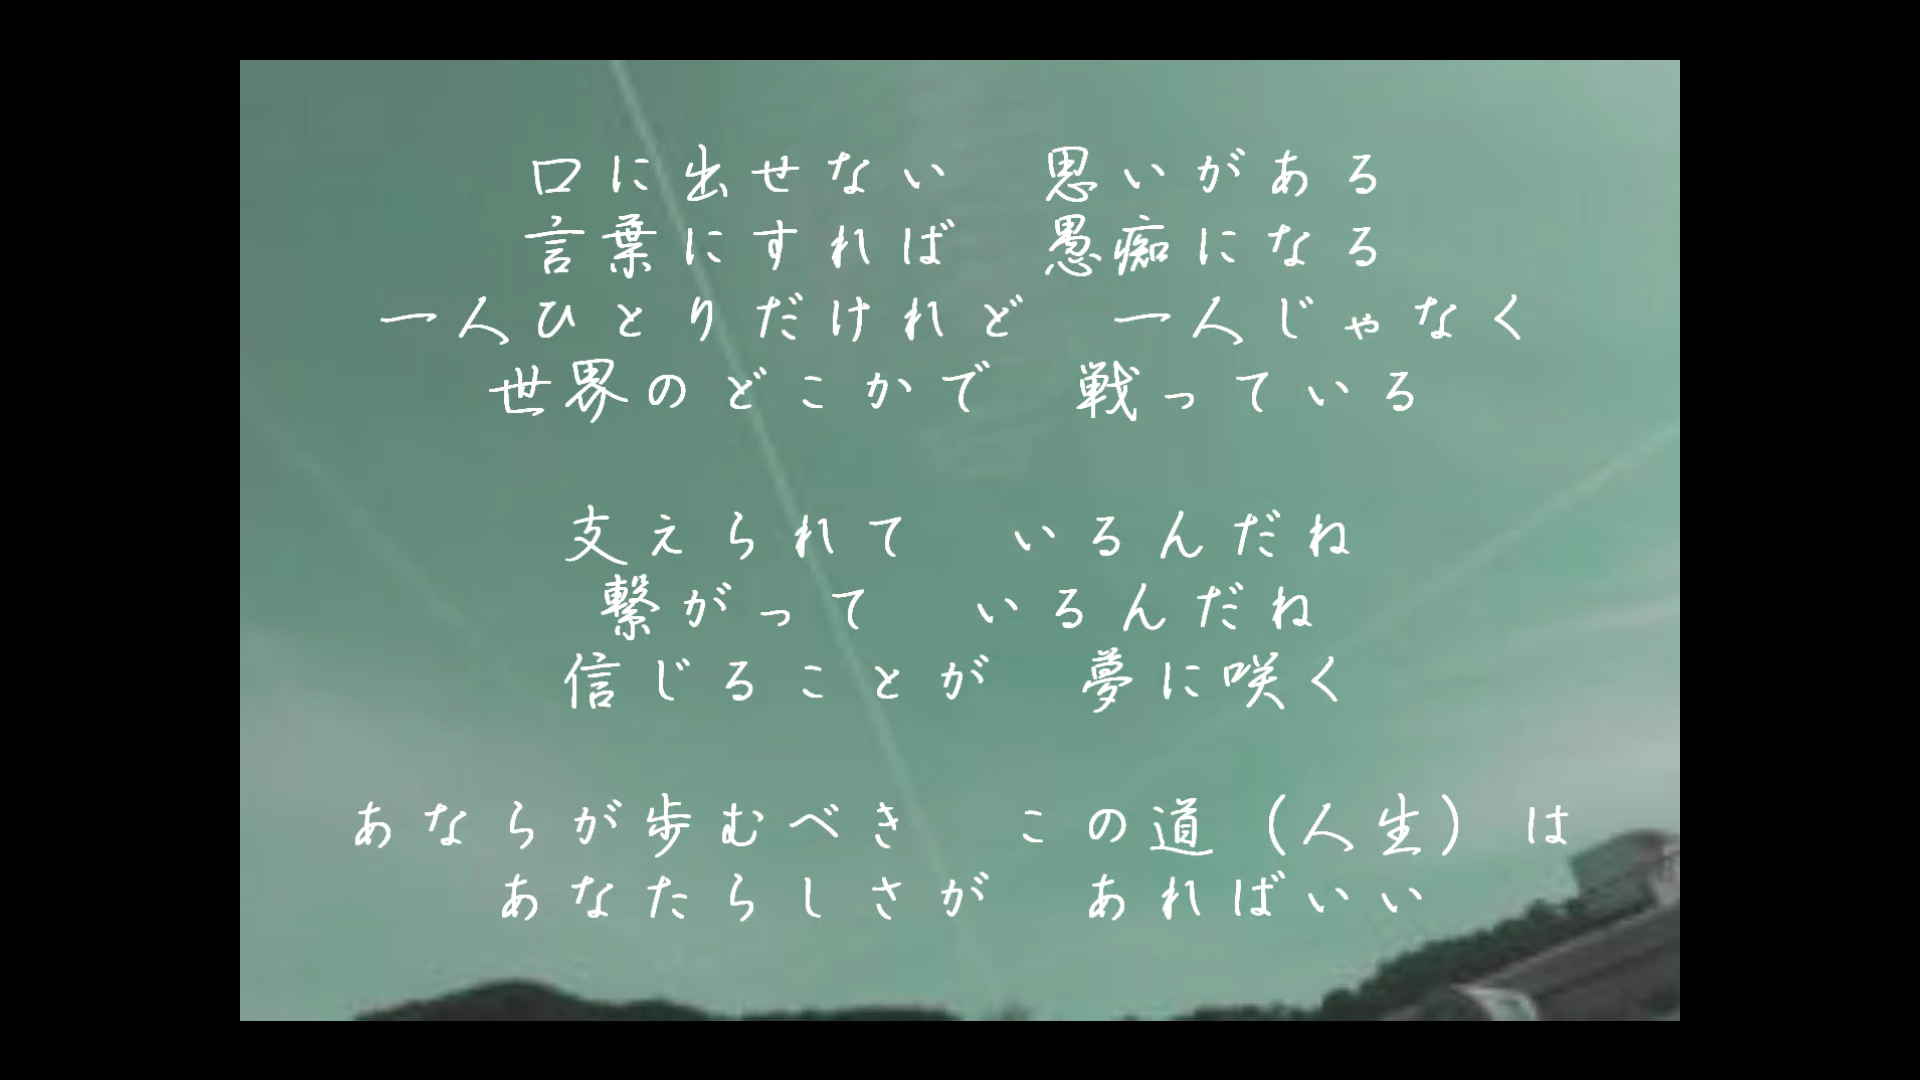 口に出せない　思いがある
言葉にすれば　愚痴になる
一人ひとりだけれど　一人じゃなく
世界のどこかで　戦っている
支えられて　いるんだね
繋がって　いるんだね
信じることが　夢に咲く
あならが歩むべき　この道（人生）は
あなたらしさが　あればいい